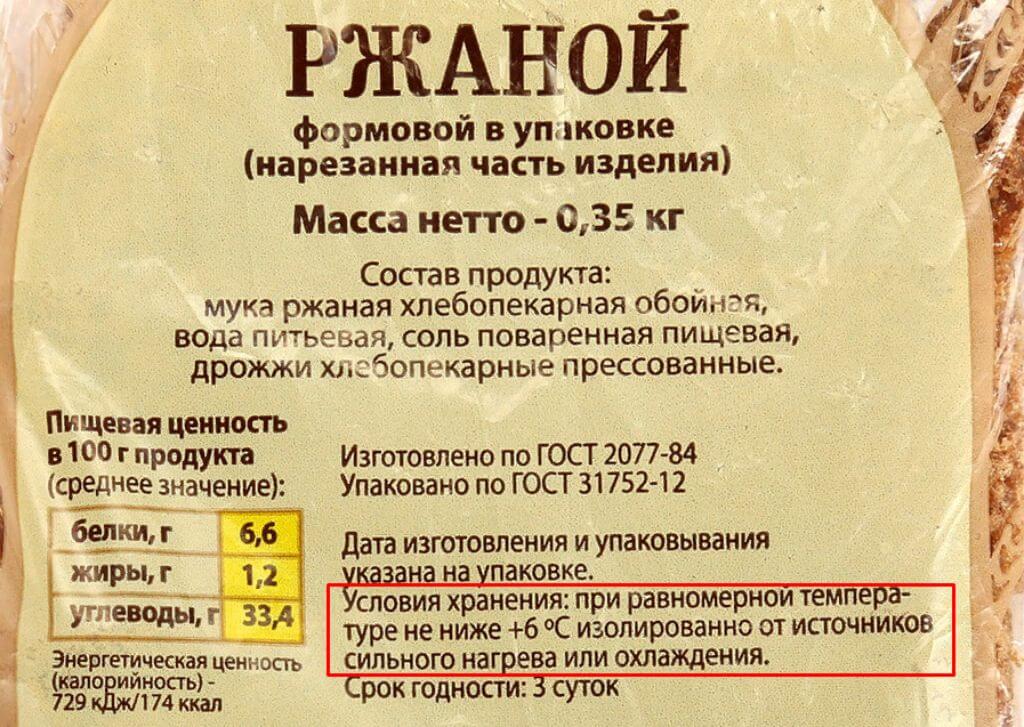 РЖАНОЙ
формовой в упаковке
(нарезанная часть изделия)
Масса нетто - 0,35 кг
Состав продукта:
мука ржаная хлебопекарная обойная,
вода питьевая, соль поваренная пищевая,
дрожжи хлебопекарные прессованные.
Пищевая ценность
в 100 г продукта
(среднее значение):
белки, г 6,6
жиры, г 1,2
углеводы, г 33,4
Энергетическая ценность
(калорийность) -
729 кДж/174 ккал
Изготовлено по ГОСТ 2077-84
Упаковано по ГОСТ 31752-12
Дата изготовления и упаковывания
указана на упаковке.
Условия хранения: при равномерной темпера-
туре не ниже +6 ºС изолированно от источников
сильного нагрева или охлаждения.
Срок годности: 3 суток